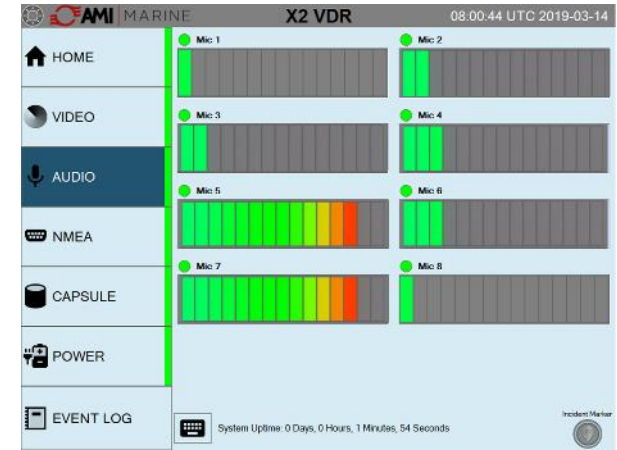 AMI MARINE
X2 VDR
08:00:44 UTC 2019-03-14
HOME
VIDEO
AUDIO
NMEA
CAPSULE
POWER
EVENT LOG
Mic 1
Mic 2
Mic 3
Mic 4
Mic 5
Mic 6
Mic 7
Mic 8
System Uptime: 0 Days, 0 Hours, 1 Minutes, 54 Seconds
Incident Marker